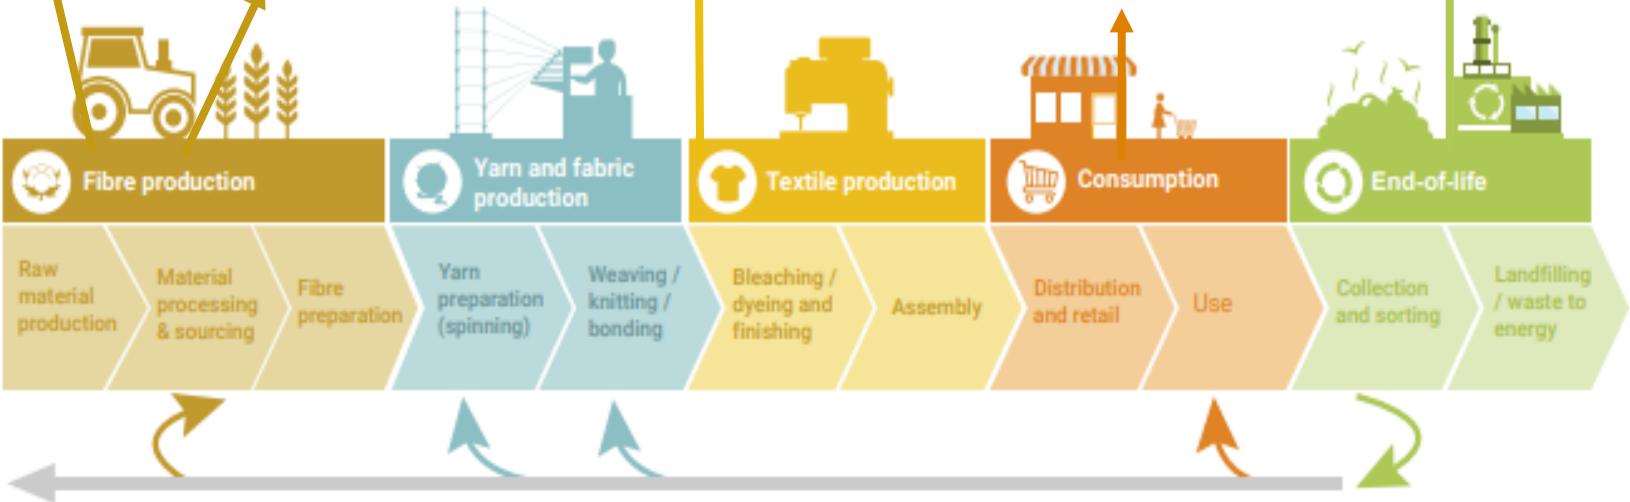 Fibre production
Yarn and fabric
production
Textile production
Consumption
End-of-life
Raw
material
production
Material
processing
& sourcing
Fibre
preparation
Yarn
preparation
(spinning)
Weaving /
knitting /
bonding
Bleaching /
dyeing and
finishing
Assembly
Distribution
and retail
Use
Collection
and sorting
Landfilling
/ waste to
energy